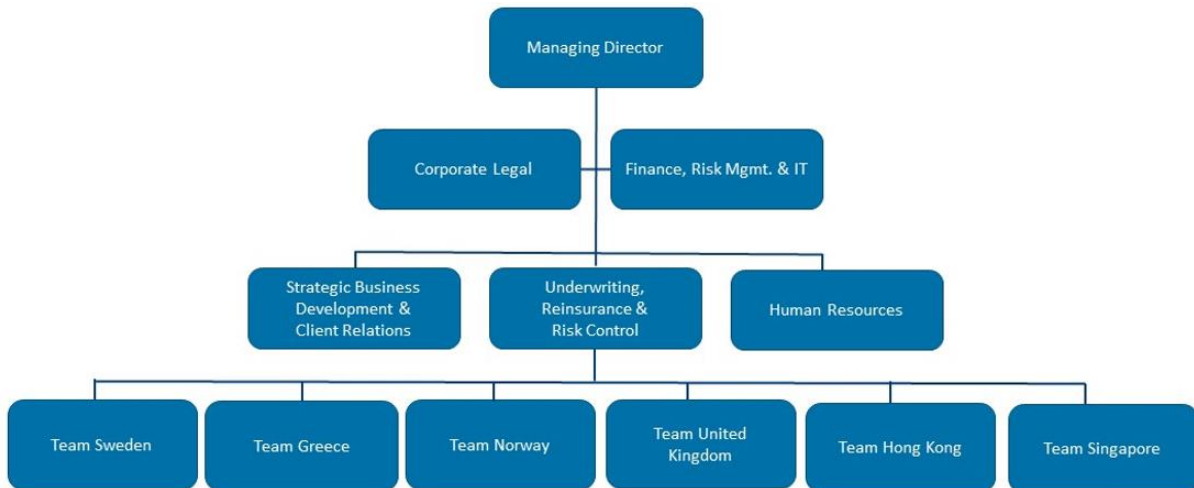 Managing Director
Corporate Legal
Finance, Risk Mgmt. & IT
Strategic Business
Development &
Client Relations
Underwriting,
Reinsurance &
Risk Control
Human Resources
Team Sweden
Team Greece
Team Norway
Team United
Kingdom
Team Hong Kong
Team Singapore